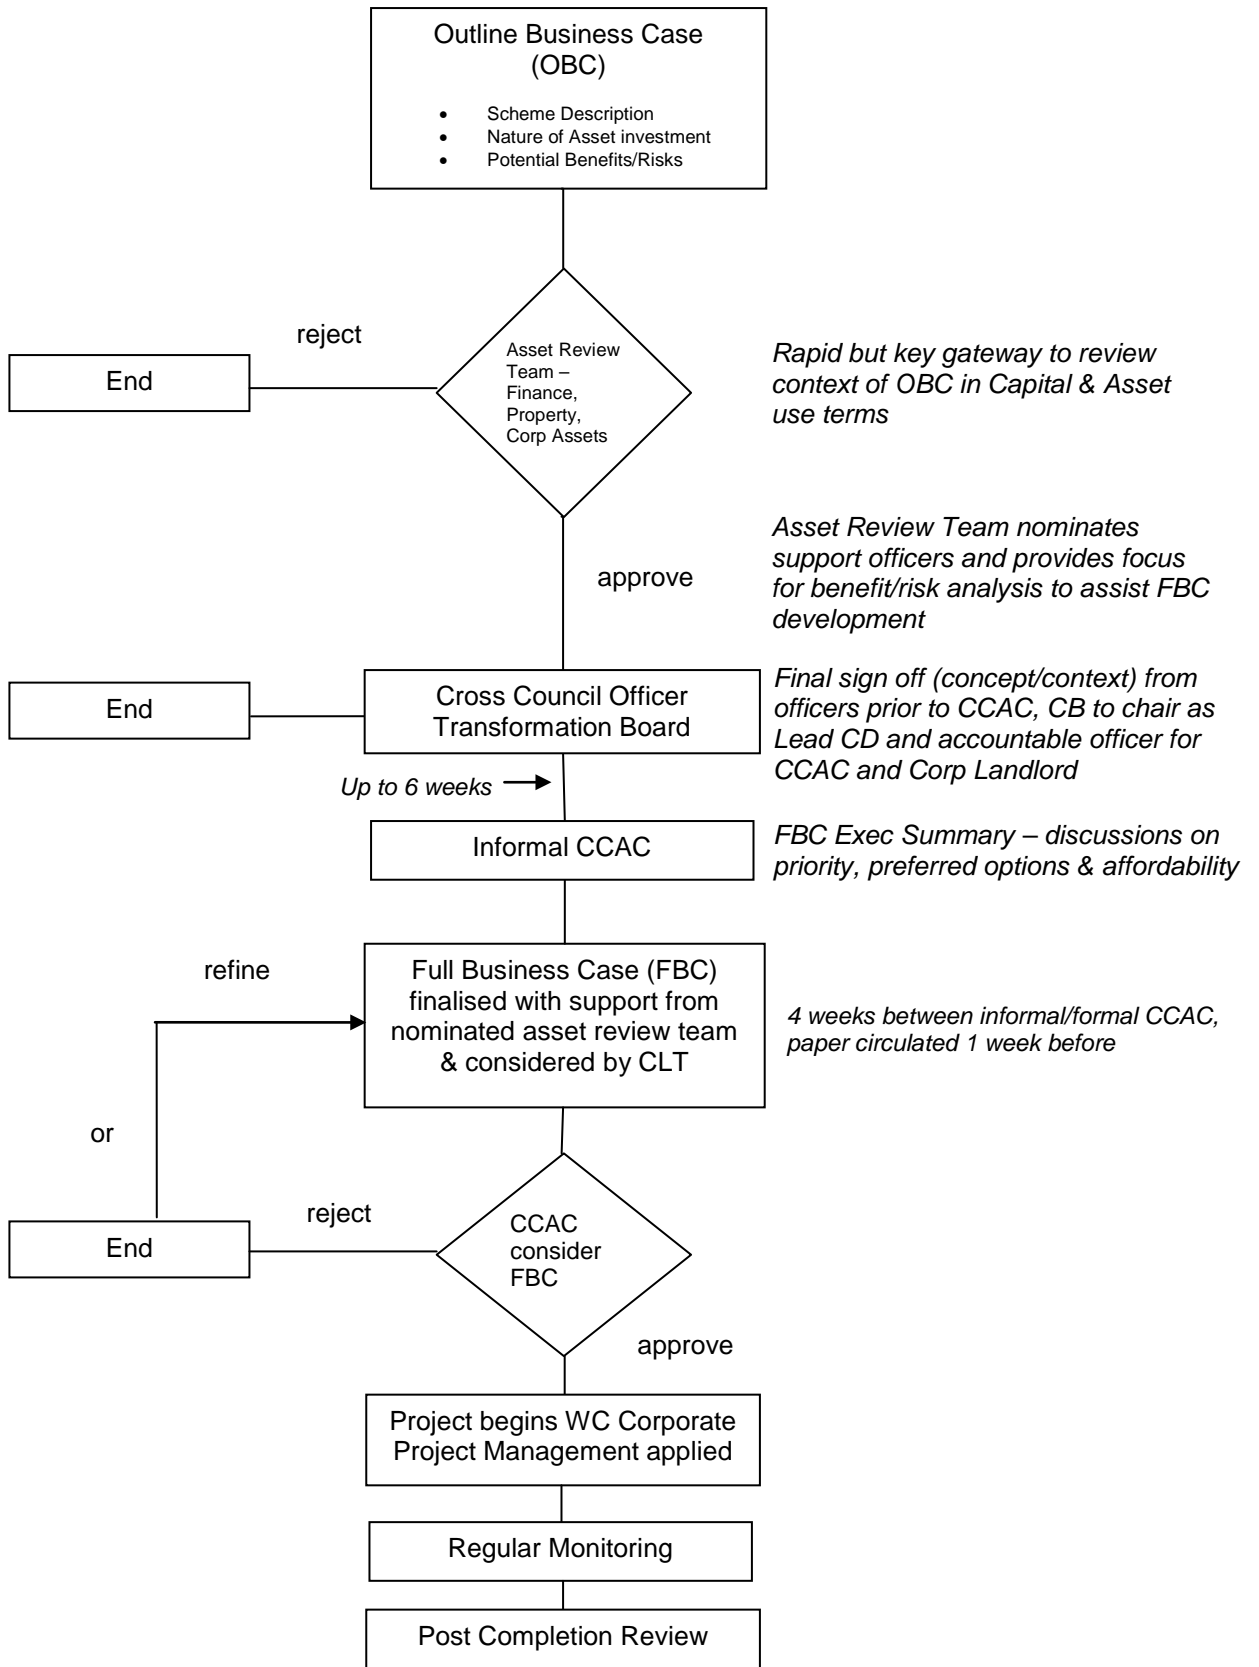 Outline Business Case
(OBC)
• Scheme Description
• Nature of Asset investment
• Potential Benefits/Risks
reject
End
Asset Review
Team –
Finance,
Property,
Corp Assets
Rapid but key gateway to review
context of OBC in Capital & Asset
use terms
approve
Asset Review Team nominates
support officers and provides focus
for benefit/risk analysis to assist FBC
development
End
Cross Council Officer
Transformation Board
Final sign off (concept/context) from
officers prior to CCAC, CB to chair as
Lead CD and accountable officer for
CCAC and Corp Landlord
Up to 6 weeks
Informal CCAC
FBC Exec Summary – discussions on
priority, preferred options & affordability
refine
Full Business Case (FBC)
finalised with support from
nominated asset review team
& considered by CLT
4 weeks between informal/formal CCAC,
paper circulated 1 week before
or
End
reject
CCAC
consider
FBC
approve
Project begins WC Corporate
Project Management applied
Regular Monitoring
Post Completion Review